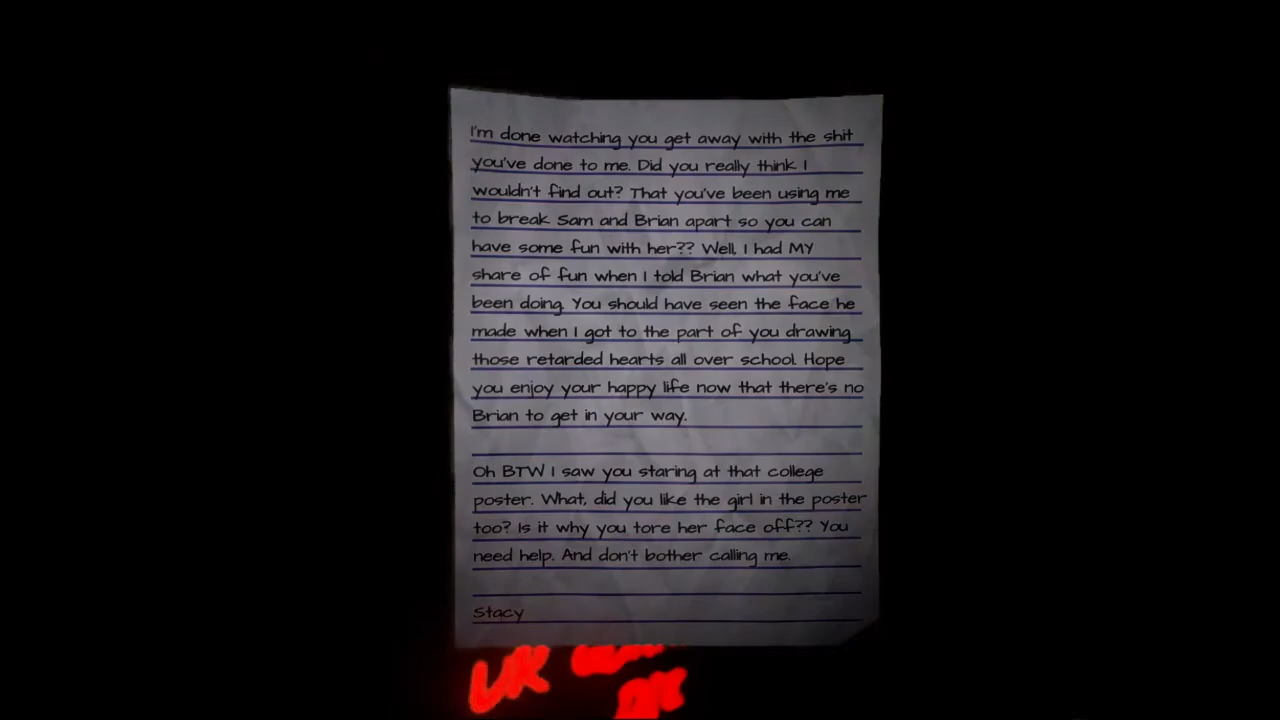 I'm done watching you get away with the shit
you've done to me. Did you really think I
wouldn't find out? That you've been using me
to break Sam and Brian apart so you can
have some fun with her?? Well, I had MY
share of fun when I told Brian what you've
been doing. You should have seen the face he
made when I got to the part of you drawing
those retarded hearts all over school. Hope
you enjoy your happy life now that there's no
Brian to get in your way.
Oh BTW I saw you staring at that college
poster. What, did you like the girl in the poster
too? Is it why you tore her face off?? You
need help. And don't bother calling me.
Stacy
UR